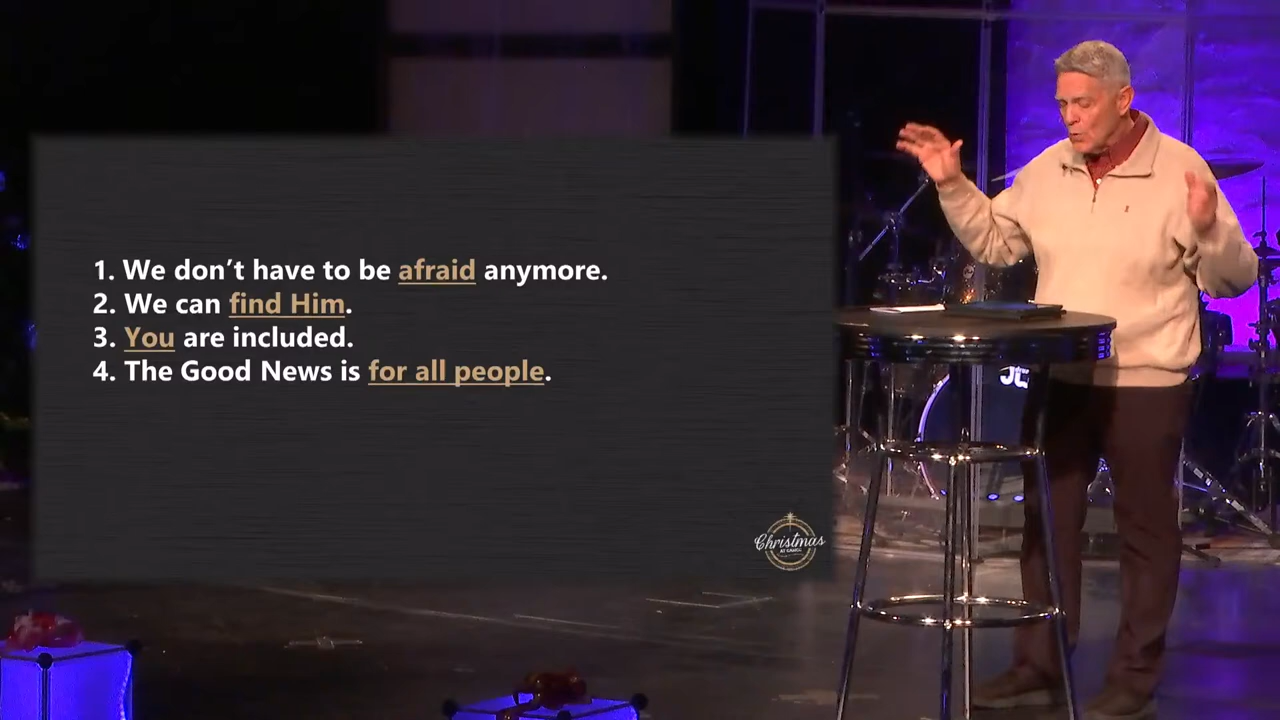 1. We don't have to be afraid anymore.
2. We can find Him.
3. You are included.
4. The Good News is for all people.
Christmas